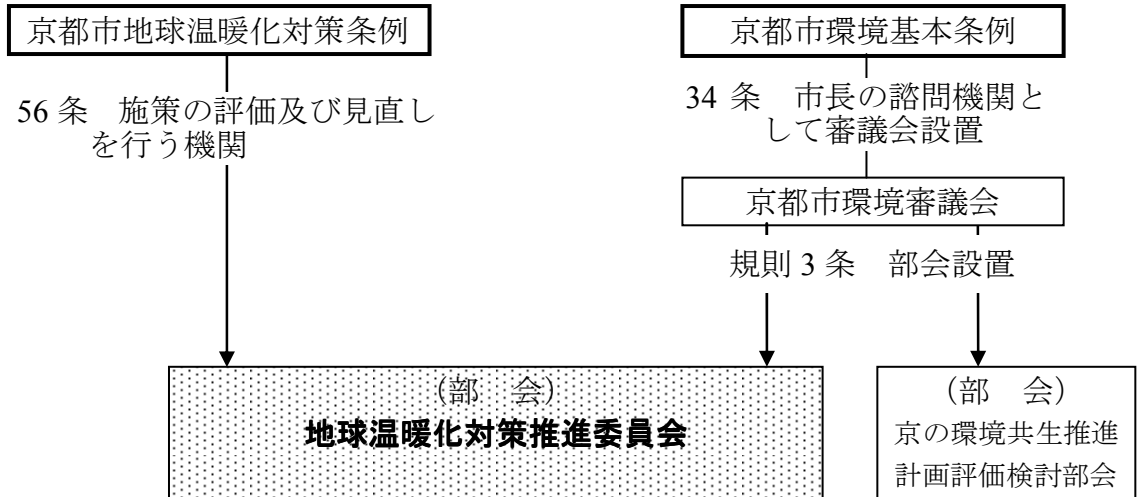 京都市地球温暖化対策条例
56 条　施策の評価及び見直し
を行う機関
京都市環境基本条例
34 条　市長の諮問機関と
して審議会設置
京都市環境審議会
規則 3 条　部会設置
(部　会)
地球温暖化対策推進委員会
(部　会)
京の環境共生推進
計画評価検討部会